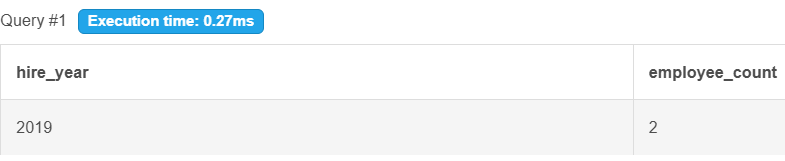 Query #1 Execution time: 0.27ms
hire_year employee_count
2019 2